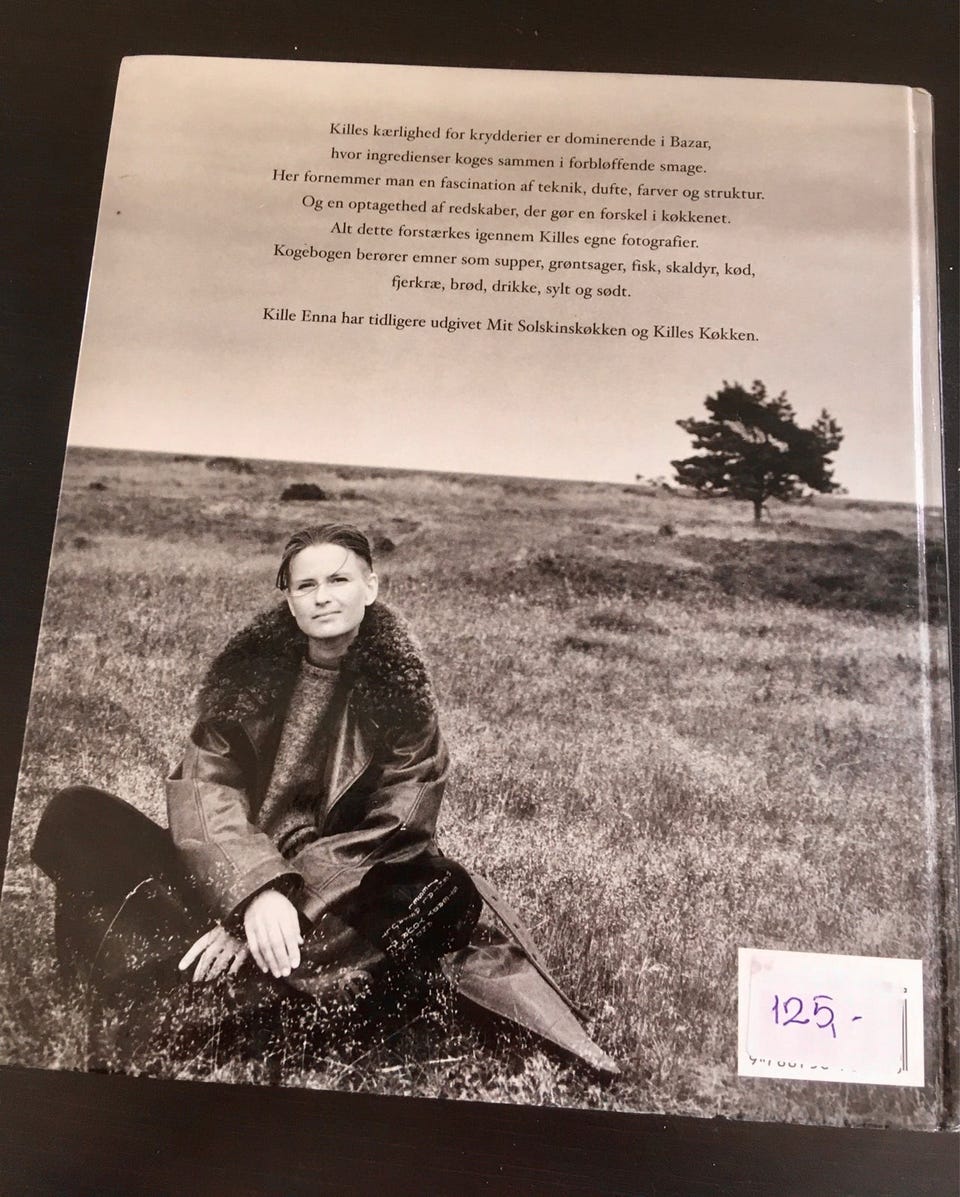 Killes kærlighed for krydderier er dominerende i Bazar,
hvor ingredienser koges sammen i forbløffende smage.
Her fornemmer man en fascination af teknik, dufte, farver og struktur.
Og en optagethed af redskaber, der gør en forskel i køkkenet.
Alt dette forstærkes igennem Killes egne fotografier.
Kogebogen berører emner som supper, grøntsager, fisk, skaldyr, kød,
fjerkræ, brød, drikke, sylt og sødt.
Kille Enna har tidligere udgivet Mit Solskinskøkken og Killes Køkken.
125,-